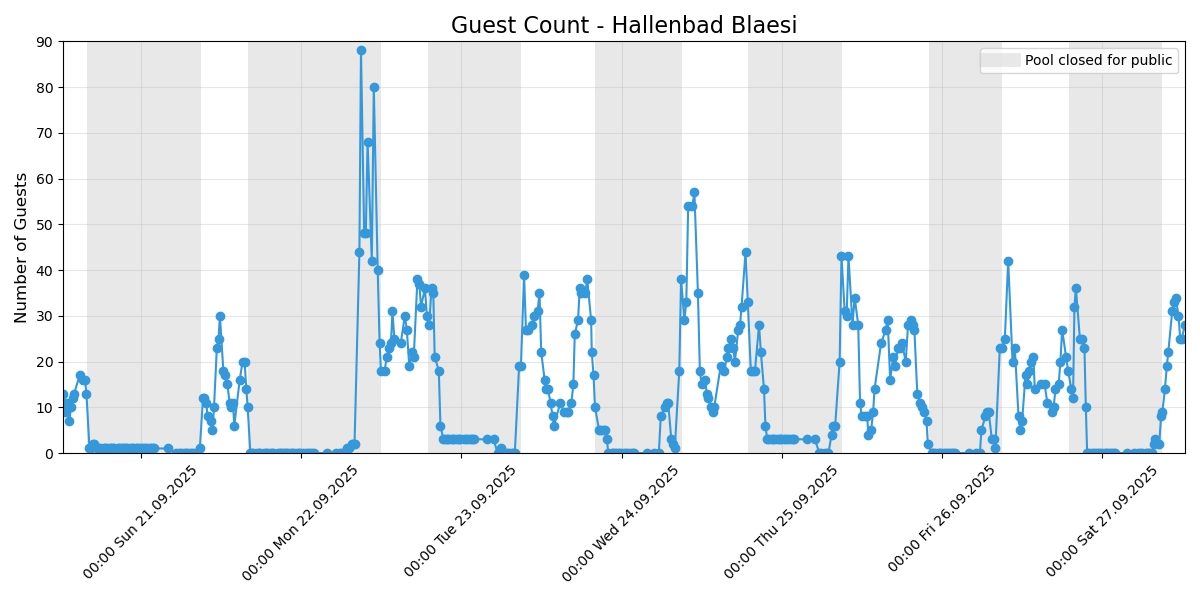 Guest Count - Hallenbad Blaesi
Pool closed for public
Number of Guests
90
80
70
60
50
40
30
20
10
0
00:00 Sun 21.09.2025
00:00 Mon 22.09.2025
00:00 Tue 23.09.2025
00:00 Wed 24.09.2025
00:00 Thu 25.09.2025
00:00 Fri 26.09.2025
00:00 Sat 27.09.2025